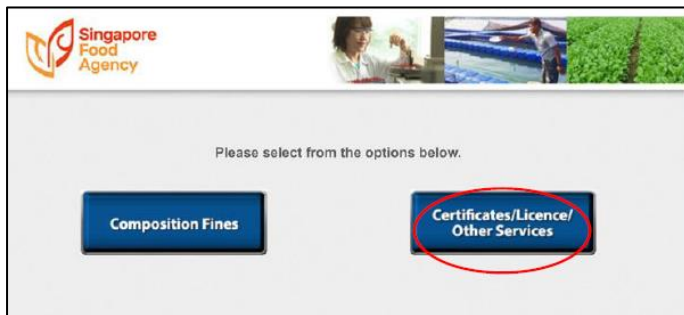 Singapore
Food
Agency
Please select from the options below.
Composition Fines
Certificates/Licence/
Other Services